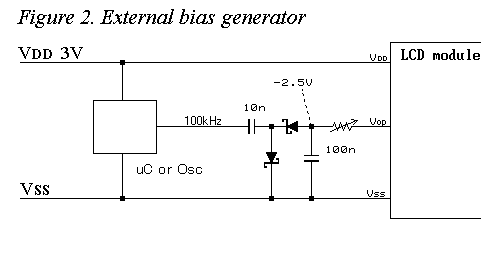 Figure 2. External bias generator
VDD 3V
VDD
LCD module
-2.5V
10n
100kHz
Vop
100n
uC or Osc
VSS
Vss